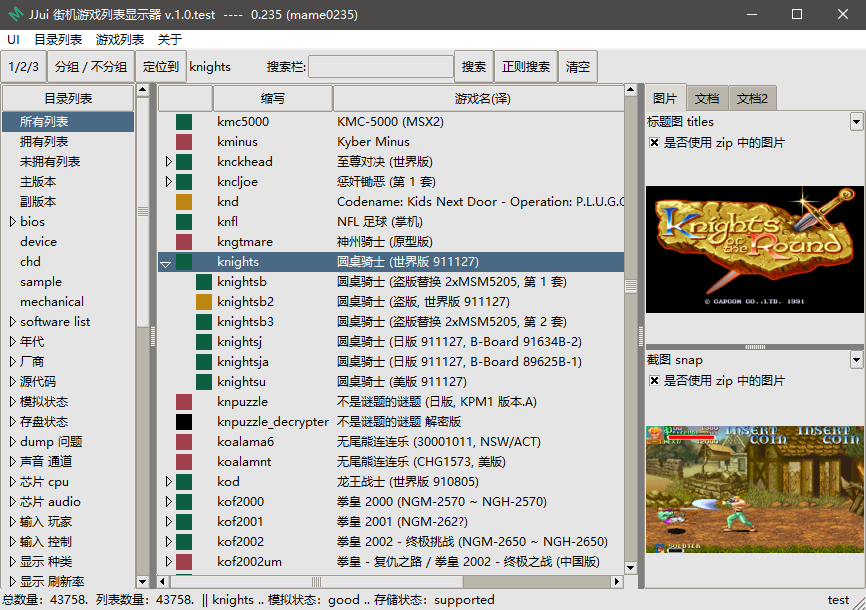 JJui 街机游戏列表显示器 v.1.0.test ---- 0.235 (mame0235)
UI 目录列表 游戏列表 关于
1/2/3 分组 / 不分组 定位到 knights 搜索栏: 搜索 正则搜索 清空
目录列表
所有列表
拥有列表
未拥有列表
主版本
副版本
bios
device
chd
sample
mechanical
software list
年代
厂商
源代码
模拟状态
存盘状态
dump 问题
声音 通道
芯片 cpu
芯片 audio
输入 玩家
输入 控制
显示 种类
显示 刷新率
缩写 游戏名(译)
kmc5000 KMC-5000 (MSX2)
kminus Kyber Minus
knckhead 至尊对决 (世界版)
kncljoe 惩奸锄恶 (第 1 套)
knd Codename: Kids Next Door - Operation: P.L.U.G.
knfl NFL 足球 (掌机)
kngtmare 神州骑士 (原型版)
knights 圆桌骑士 (世界版 911127)
knightsb 圆桌骑士 (盗版替换 2xMSM5205, 第 1 套)
knightsb2 圆桌骑士 (盗版, 世界版 911127)
knightsb3 圆桌骑士 (盗版替换 2xMSM5205, 第 2 套)
knightsj 圆桌骑士 (日版 911127, B-Board 91634B-2)
knightsja 圆桌骑士 (日版 911127, B-Board 89625B-1)
knightsu 圆桌骑士 (美版 911127)
knpuzzle 不是谜题的谜题 (日版, KPM1 版本.A)
knpuzzle_decrypter 不是谜题的谜题 解密版
koalama6 无尾熊连连乐 (30001011, NSW/ACT)
koalamnt 无尾熊连连乐 (CHG1573, 美版)
kod 龙王战士 (世界版 910805)
kof2000 拳皇 2000 (NGM-2570 ~ NGH-2570)
kof2001 拳皇 2001 (NGM-262?)
kof2002 拳皇 2002 - 终极挑战 (NGM-2650 ~ NGH-2650)
kof2002um 拳皇 - 复仇之路 / 拳皇 2002 - 终极之战 (中国版)
图片 文档 文档2
标题图 titles
是否使用 zip 中的图片
Knights
of the
Round
© CAPCOM CO.,LTD. 1991
截图 snap
是否使用 zip 中的图片
INSERT COIN INSERT COIN
SOLDIER
总数量: 43758. 列表数量: 43758. || knights .. 模拟状态: good .. 存储状态: supported
test